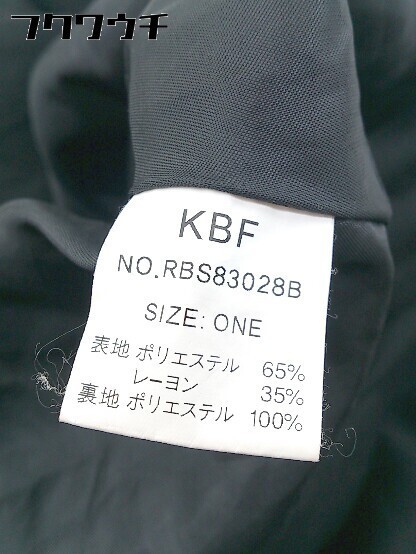 フクワウチ
KBF
NO.RBS83028B
SIZE: ONE
表地 ポリエステル 65%
レーヨン 35%
裏地 ポリエステル 100%